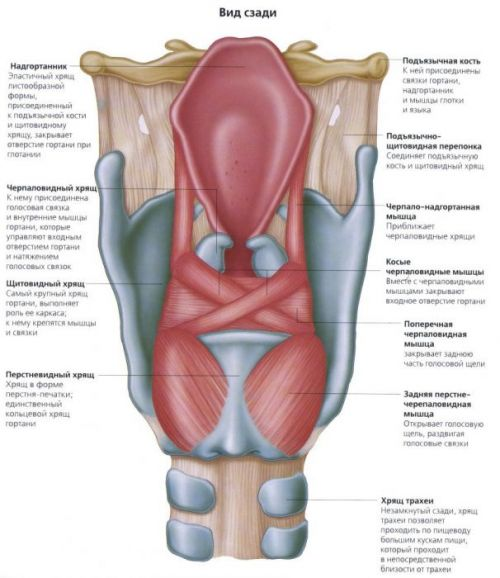 Вид сзади
Надгортанник
Эластичный хрящ
листообразной
формы,
присоединенный
к подъязычной кости
и щитовидному
хрящу, закрывает
отверстие гортани при
глотании
Черпаловидный хрящ
К нему присоединена
голосовая связка
и внутренние мышцы
гортани, которые
управляют входным
отверстием гортани
и натяжением
голосовых связок
Щитовидный хрящ
Самый крупный хрящ
гортани, выполняет
роль ее каркаса;
к нему крепятся мышцы
и связки
Перстневидный хрящ
Хрящ в форме
перстня-печатки;
единственный
кольцевой хрящ
гортани
Подъязычная кость
К ней присоединены
связки гортани,
надгортанник
и мышцы глотки
и языка
Подъязычно-
щитовидная перепонка
Соединяет подъязычную
кость и щитовидный хрящ
Черпало-надгортанная
мышца
Приближает
черпаловидные хрящи
Косые
черпаловидные мышцы
Вместе с черпаловидными
мышцами закрывают
входное отверстие гортани
Поперечная
черпаловидная
мышца
закрывает заднюю
часть голосовой щели
Задняя перстне-
черепаловидная
мышца
Открывает голосовую
щель, раздвигая
голосовые связки
Хрящ трахеи
Незамкнутый сзади, хрящ
трахеи позволяет
проходить по пищеводу
большим кускам пищи,
который проходит
в непосредственной
близости от трахеи